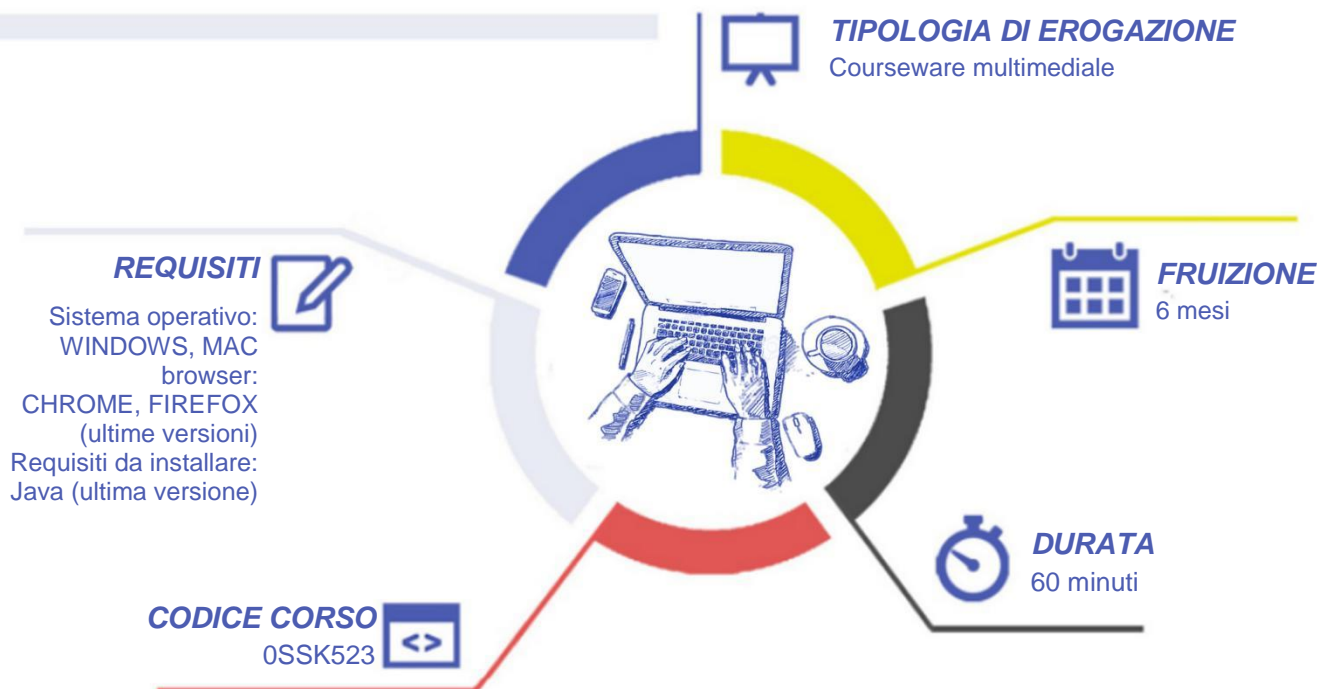 TIPOLOGIA DI EROGAZIONE
Courseware multimediale
REQUISITI
Sistema operativo:
WINDOWS, MAC
browser:
CHROME, FIREFOX
(ultime versioni)
Requisiti da installare:
Java (ultima versione)
FRUIZIONE
6 mesi
DURATA
60 minuti
CODICE CORSO
0SSK523